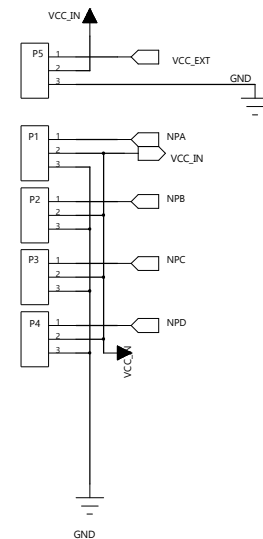 VCC_IN
P5
1
2
3
VCC_EXT
GND
P1
1
2
3
NPA
VCC_IN
P2
1
2
3
NPB
P3
1
2
3
NPC
P4
1
2
3
NPD
VCC_IN
GND